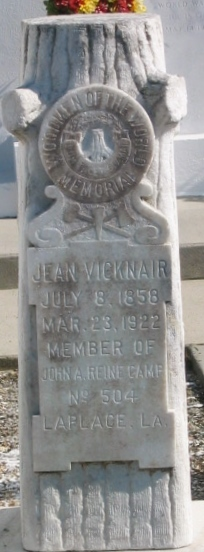 WOODMEN OF THE WORLD
MEMORIAL
JEAN VICKNAIR
JULY 8, 1858
MAR. 23, 1922
MEMBER OF
JOHN A. REINE CAMP
Nº 504
LAPLACE, LA.